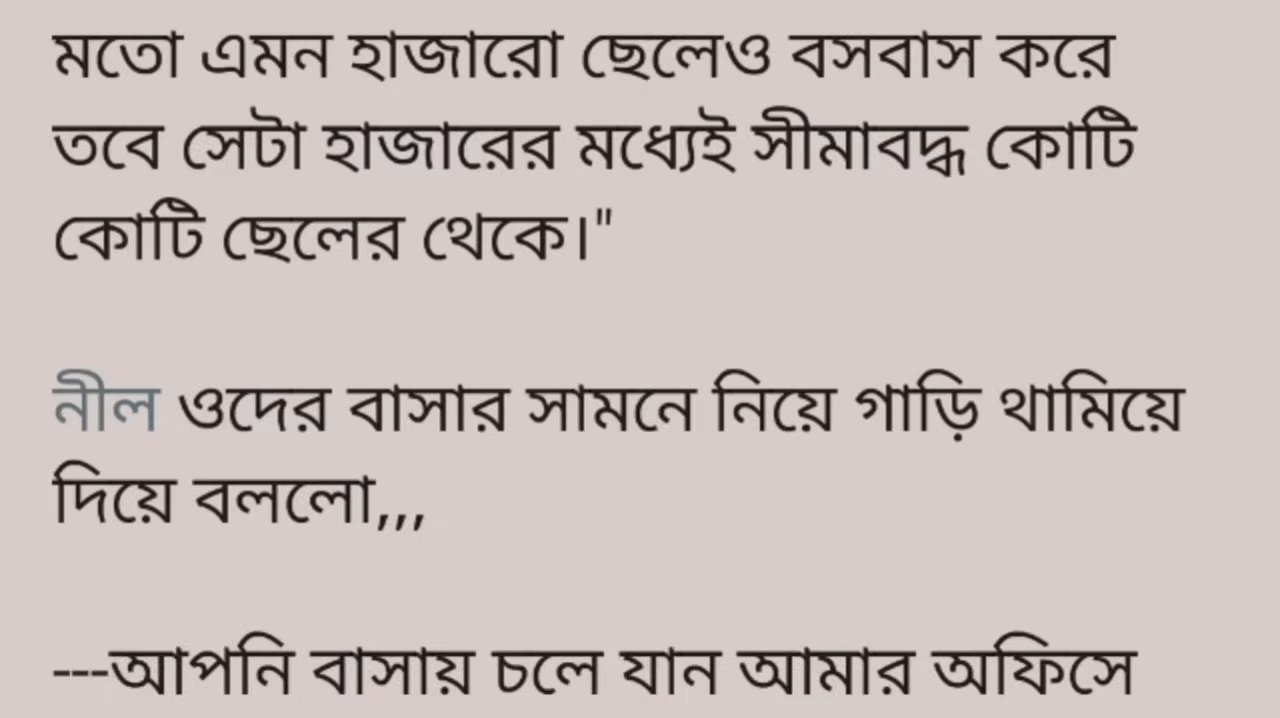 মতো এমন হাজারো ছেলেও বসবাস করে
তবে সেটা হাজারের মধ্যেই সীমাবদ্ধ কোটি
কোটি ছেলের থেকে।"
নীল ওদের বাসার সামনে নিয়ে গাড়ি থামিয়ে
দিয়ে বললো,,,
---আপনি বাসায় চলে যান আমার অফিসে